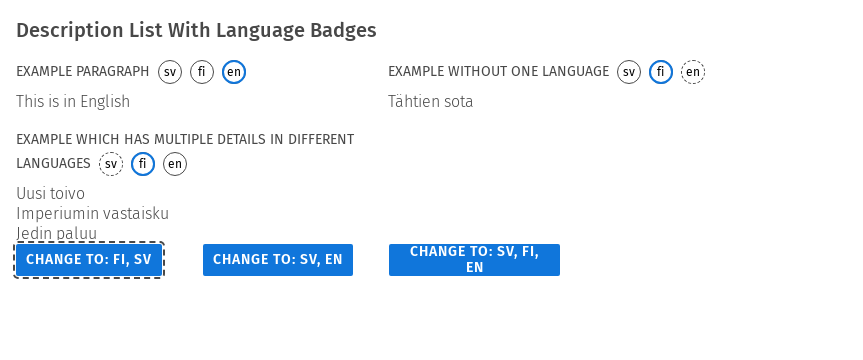 Description List With Language Badges
EXAMPLE PARAGRAPH sv fi en
This is in English
EXAMPLE WITHOUT ONE LANGUAGE sv fi en
Tähtien sota
EXAMPLE WHICH HAS MULTIPLE DETAILS IN DIFFERENT
LANGUAGES sv fi en
Uusi toivo
Imperiumin vastaisku
Jedin paluu
CHANGE TO: FI, SV
CHANGE TO: SV, EN
CHANGE TO: SV, FI,
EN